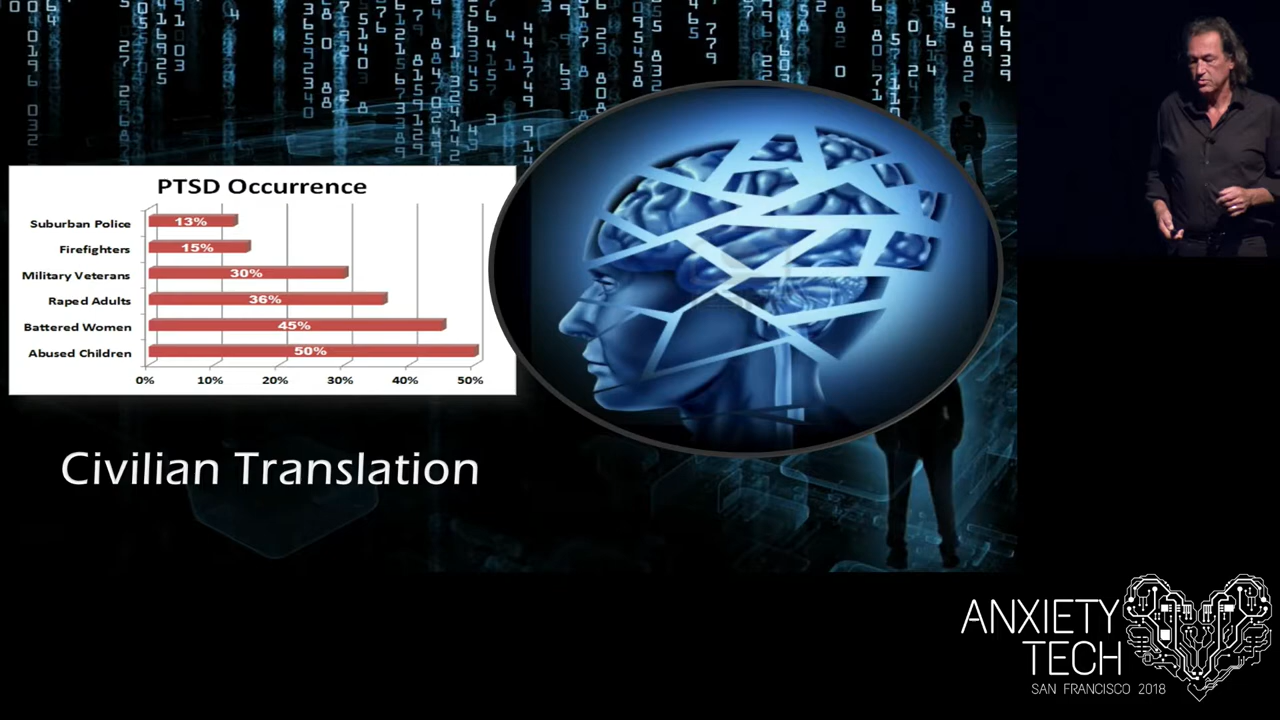 PTSD Occurrence
Suburban Police 13%
Firefighters 15%
Military Veterans 30%
Raped Adults 36%
Battered Women 45%
Abused Children 50%
0% 10% 20% 30% 40% 50%
Civilian Translation
ANXIETY
TECH
SAN FRANCISCO 2018